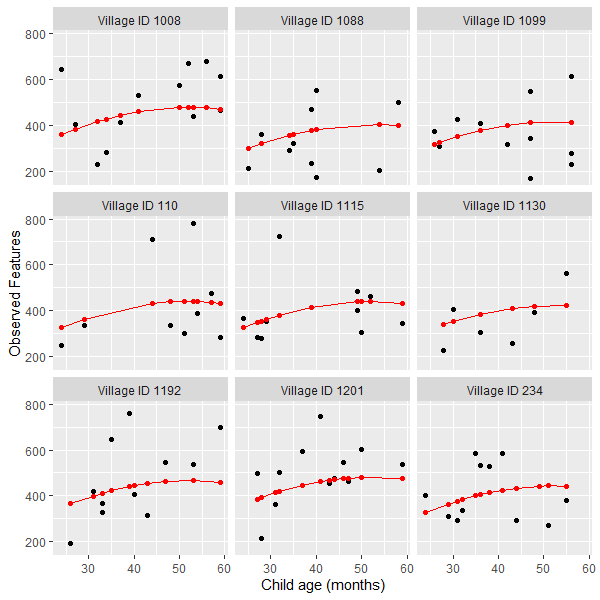 Village ID 1008
Village ID 1088
Village ID 1099
800
600
400
200
Village ID 110
Village ID 1115
Village ID 1130
800
600
400
200
Village ID 1192
Village ID 1201
Village ID 234
800
600
400
200
30 40 50 60 30 40 50 60 30 40 50 60
Observed Features
Child age (months)